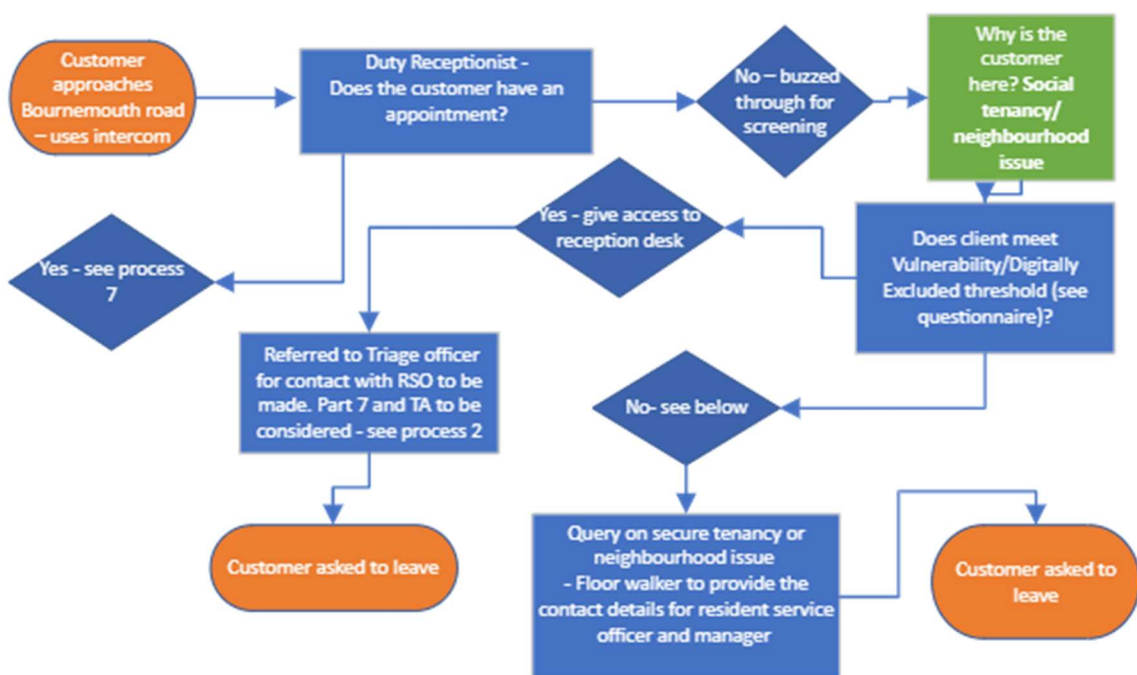 Customer
approaches
Bournemouth road
– uses intercom
Duty Receptionist -
Does the customer have an
appointment?
No – buzzed
through for
screening
Why is the
customer
here? Social
tenancy/
neighbourhood
issue
Yes - see process
7
Yes - give access to
reception desk
Does client meet
Vulnerability/Digitally
Excluded threshold (see
questionnaire)?
Referred to Triage officer
for contact with RSO to be
made. Part 7 and TA to be
considered - see process 2
No- see below
Customer asked to leave
Query on secure tenancy or
neighbourhood issue
- Floor walker to provide the
contact details for resident service
officer and manager
Customer asked to
leave